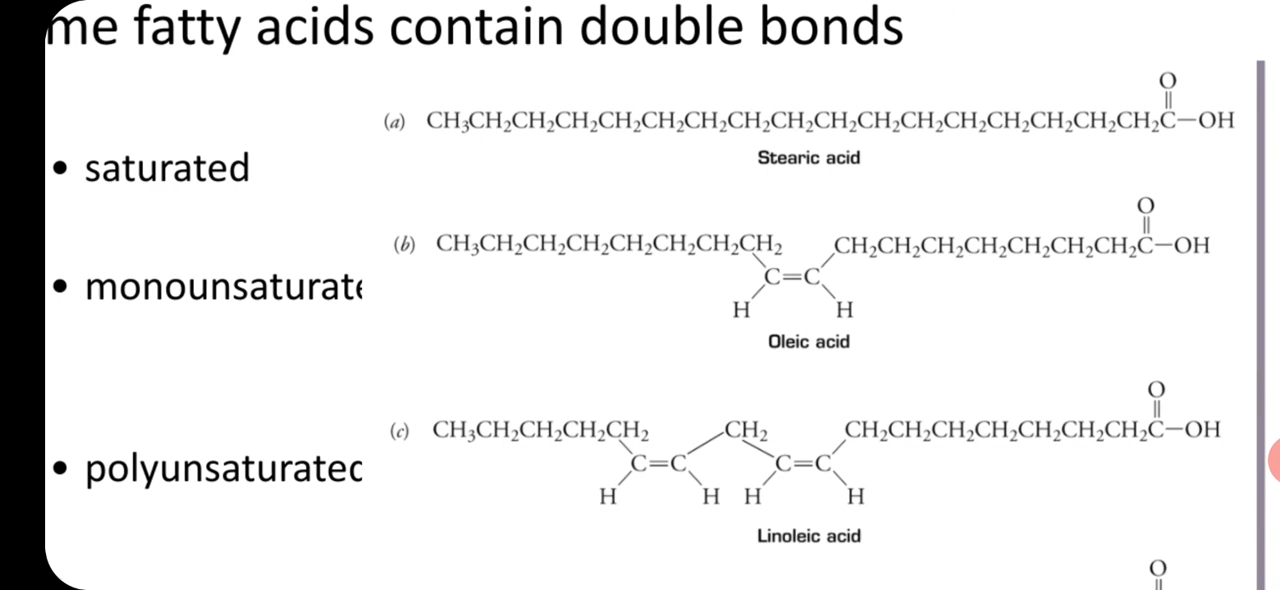 me fatty acids contain double bonds
O
(a) CH₃CH₂CH₂CH₂CH₂CH₂CH₂CH₂CH₂CH₂CH₂CH₂CH₂CH₂CH₂CH₂CH₂C—OH
Stearic acid
• saturated
O
(b) CH₃CH₂CH₂CH₂CH₂CH₂CH₂CH₂ CH₂CH₂CH₂CH₂CH₂CH₂CH₂C—OH
C=C
• monounsaturate
H H
Oleic acid
O
(c) CH₃CH₂CH₂CH₂CH₂ CH₂ CH₂CH₂CH₂CH₂CH₂CH₂CH₂C—OH
C=C C=C
• polyunsaturated
H H H H
Linoleic acid
O